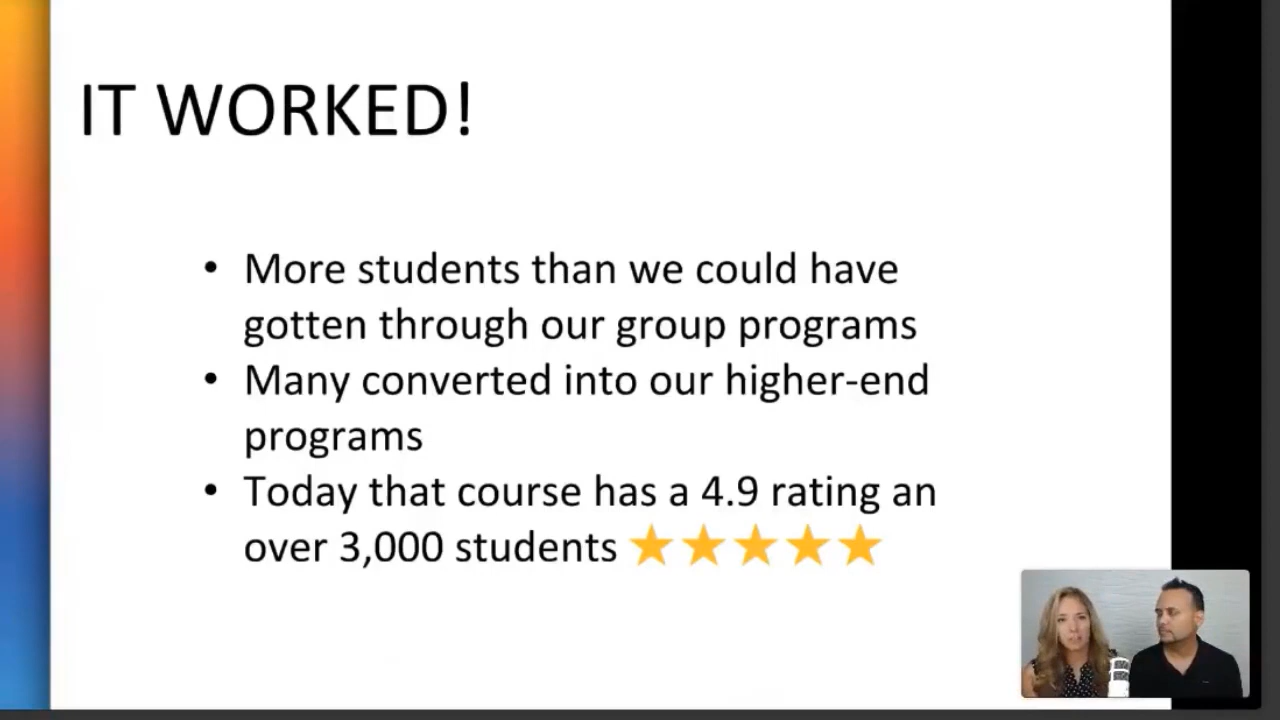 IT WORKED!
• More students than we could have
gotten through our group programs
• Many converted into our higher-end
programs
• Today that course has a 4.9 rating an
over 3,000 students ★★★★★